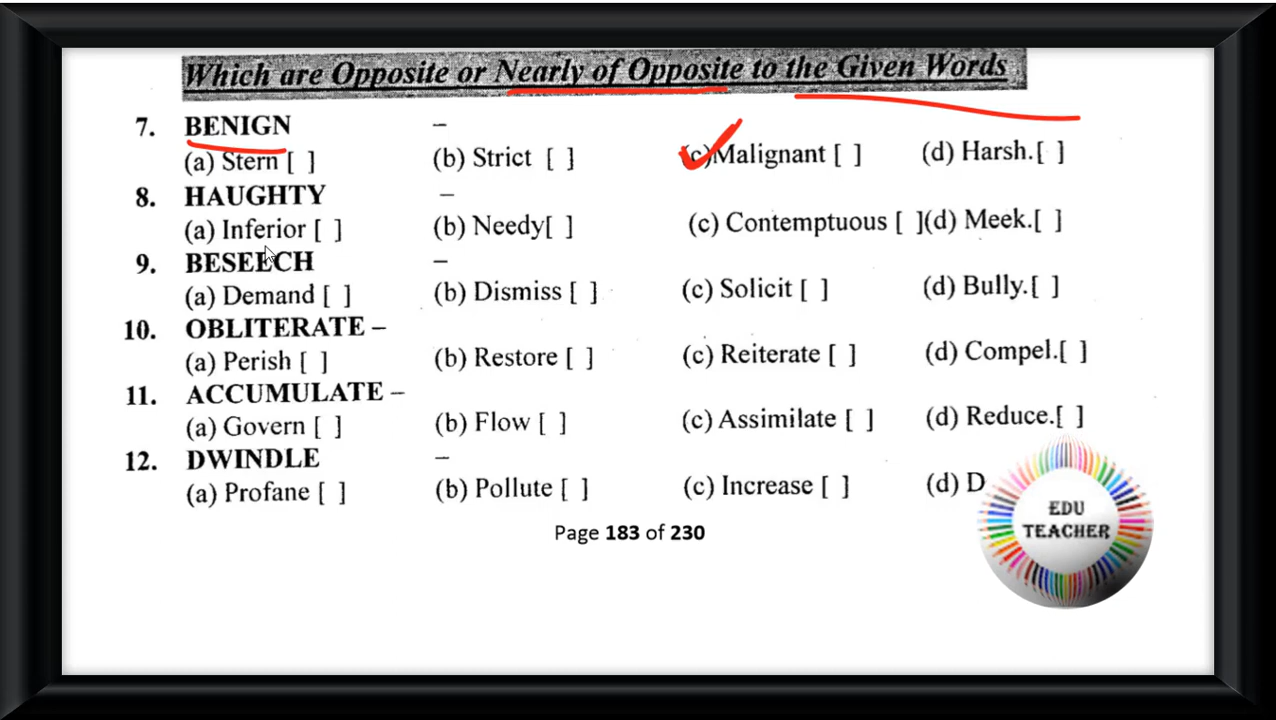 Which are Opposite or Nearly of Opposite to the Given Words
7. BENIGN –
(a) Stern [ ] (b) Strict [ ] (c) Malignant [ ] (d) Harsh.[ ]
8. HAUGHTY –
(a) Inferior [ ] (b) Needy[ ] (c) Contemptuous [ ](d) Meek.[ ]
9. BESEECH –
(a) Demand [ ] (b) Dismiss [ ] (c) Solicit [ ] (d) Bully.[ ]
10. OBLITERATE –
(a) Perish [ ] (b) Restore [ ] (c) Reiterate [ ] (d) Compel.[ ]
11. ACCUMULATE –
(a) Govern [ ] (b) Flow [ ] (c) Assimilate [ ] (d) Reduce.[ ]
12. DWINDLE –
(a) Profane [ ] (b) Pollute [ ] (c) Increase [ ] (d) D
Page 183 of 230
EDU
TEACHER